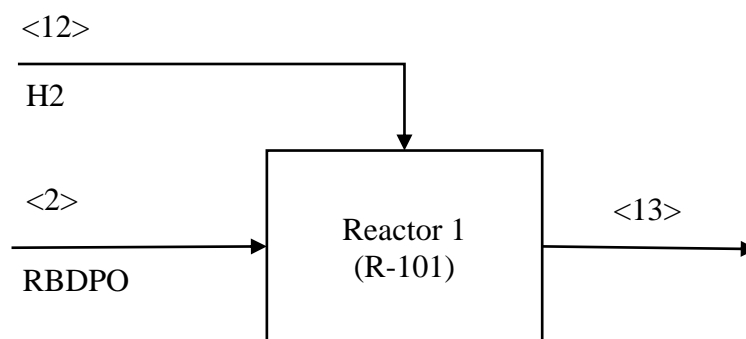 <12>
H2
<2>
RBDPO
Reactor 1
(R-101)
<13>